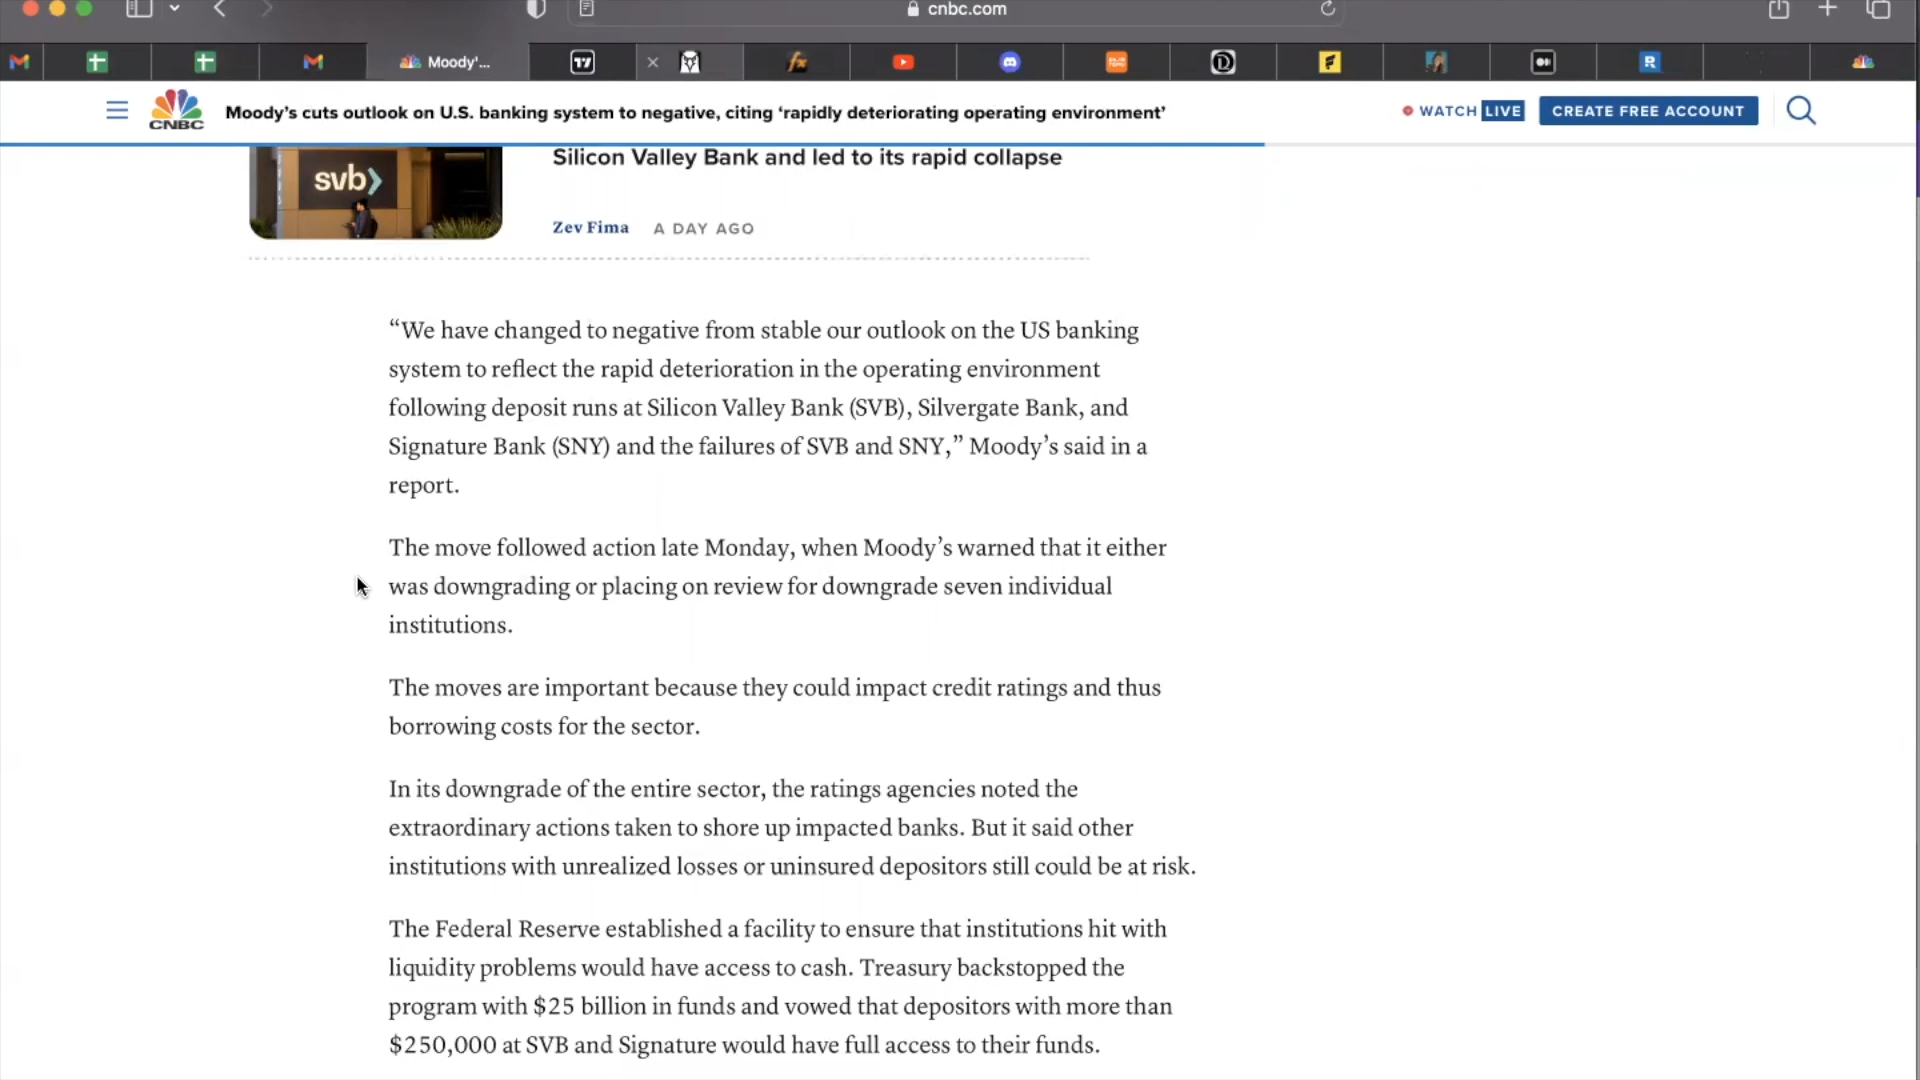 cnbc.com
Moody'...
CNBC
Moody’s cuts outlook on U.S. banking system to negative, citing ‘rapidly deteriorating operating environment’
WATCH LIVE
CREATE FREE ACCOUNT
svb>
Silicon Valley Bank and led to its rapid collapse
Zev Fima A DAY AGO
“We have changed to negative from stable our outlook on the US banking
system to reflect the rapid deterioration in the operating environment
following deposit runs at Silicon Valley Bank (SVB), Silvergate Bank, and
Signature Bank (SNY) and the failures of SVB and SNY,” Moody’s said in a
report.
The move followed action late Monday, when Moody’s warned that it either
was downgrading or placing on review for downgrade seven individual
institutions.
The moves are important because they could impact credit ratings and thus
borrowing costs for the sector.
In its downgrade of the entire sector, the ratings agencies noted the
extraordinary actions taken to shore up impacted banks. But it said other
institutions with unrealized losses or uninsured depositors still could be at risk.
The Federal Reserve established a facility to ensure that institutions hit with
liquidity problems would have access to cash. Treasury backstopped the
program with $25 billion in funds and vowed that depositors with more than
$250,000 at SVB and Signature would have full access to their funds.